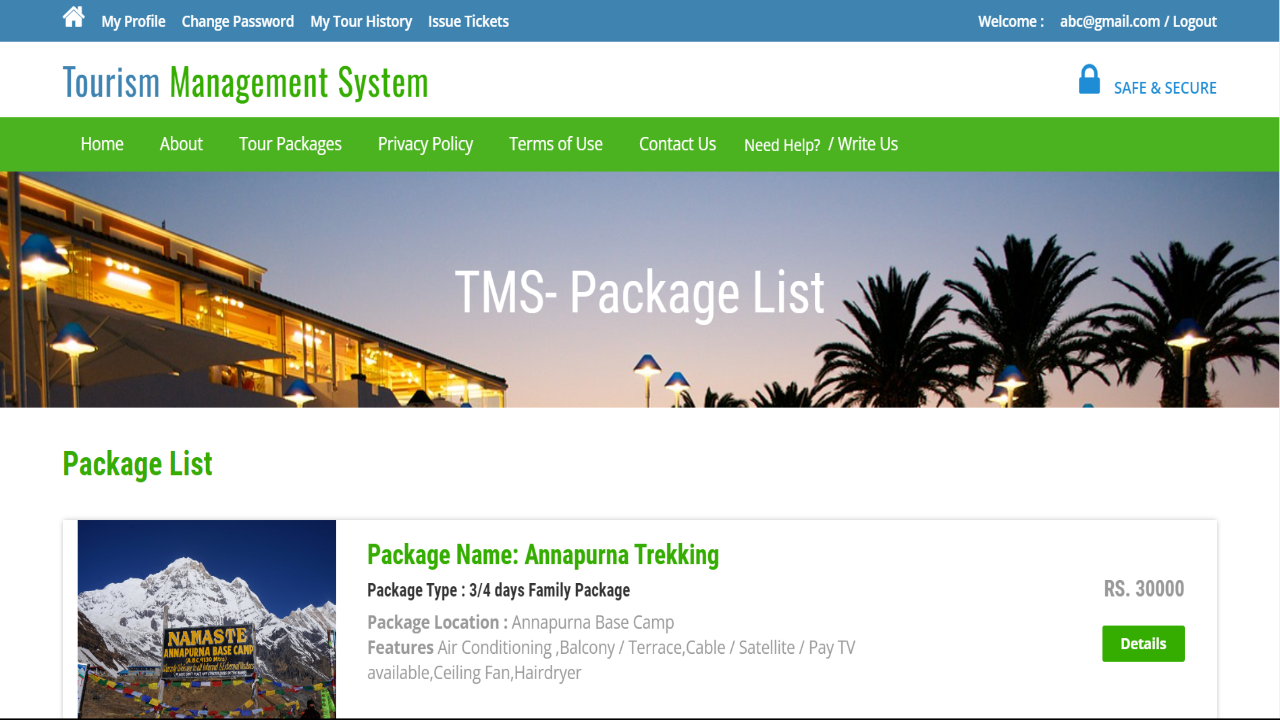 My Profile My Tour History Change Password Issue Tickets
Welcome : abc@gmail.com / Logout
Tourism Management System
SAFE & SECURE
Home About Tour Packages Privacy Policy Terms of Use Contact Us Need Help? / Write Us
TMS- Package List
Package List
Package Name: Annapurna Trekking
Package Type : 3/4 days Family Package
RS. 30000
Package Location : Annapurna Base Camp
Features Air Conditioning ,Balcony / Terrace,Cable / Satellite / Pay TV
available,Ceiling Fan,Hairdryer
Details
NAMASTE
ANNAPURNA BASE CAMP
(A.B.C 4130 Mtrs)